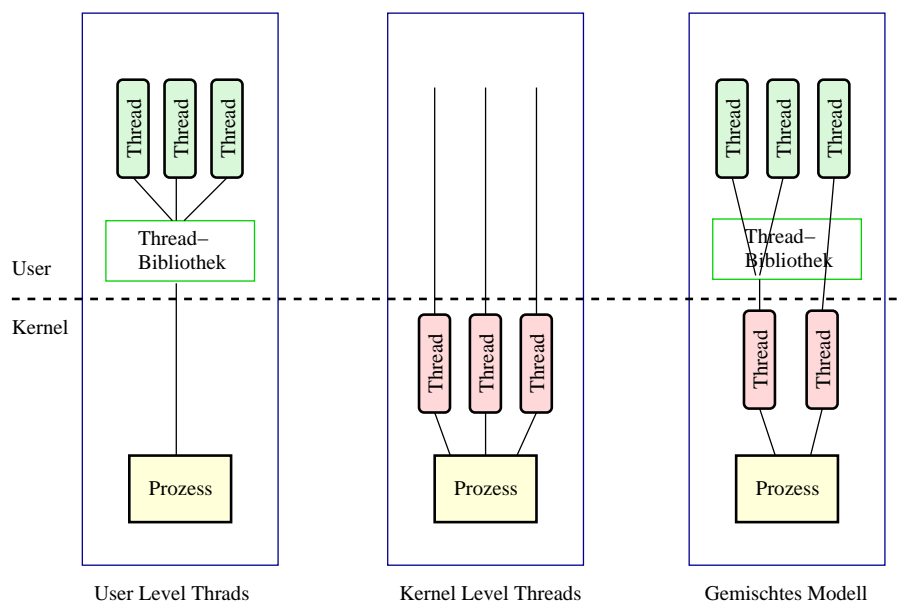 Thread
Thread
Thread
Thread–
Bibliothek
Prozess
User Level Thrads
Thread
Thread
Thread
Prozess
Kernel Level Threads
Thread
Thread
Thread
Thread–
Bibliothek
Thread
Thread
Prozess
Gemischtes Modell
User
Kernel